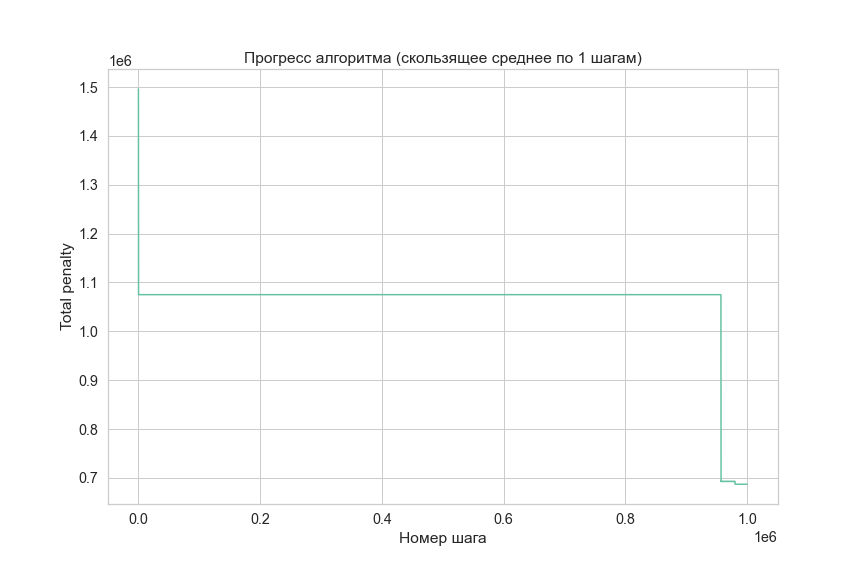 Прогресс алгоритма (скользящее среднее по 1 шагам)
1e6
1.5
1.4
1.3
1.2
1.1
1.0
0.9
0.8
0.7
Total penalty
0.0 0.2 0.4 0.6 0.8 1.0
1e6
Номер шага